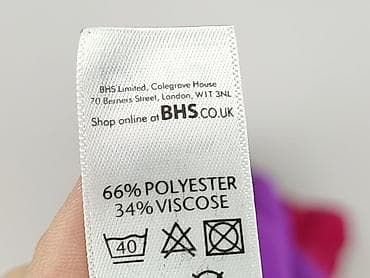 BHS Limited, Colegrove House
70 Berners Street, London, W1T 3NL
Shop online at BHS.CO.UK
66% POLYESTER
34% VISCOSE
40